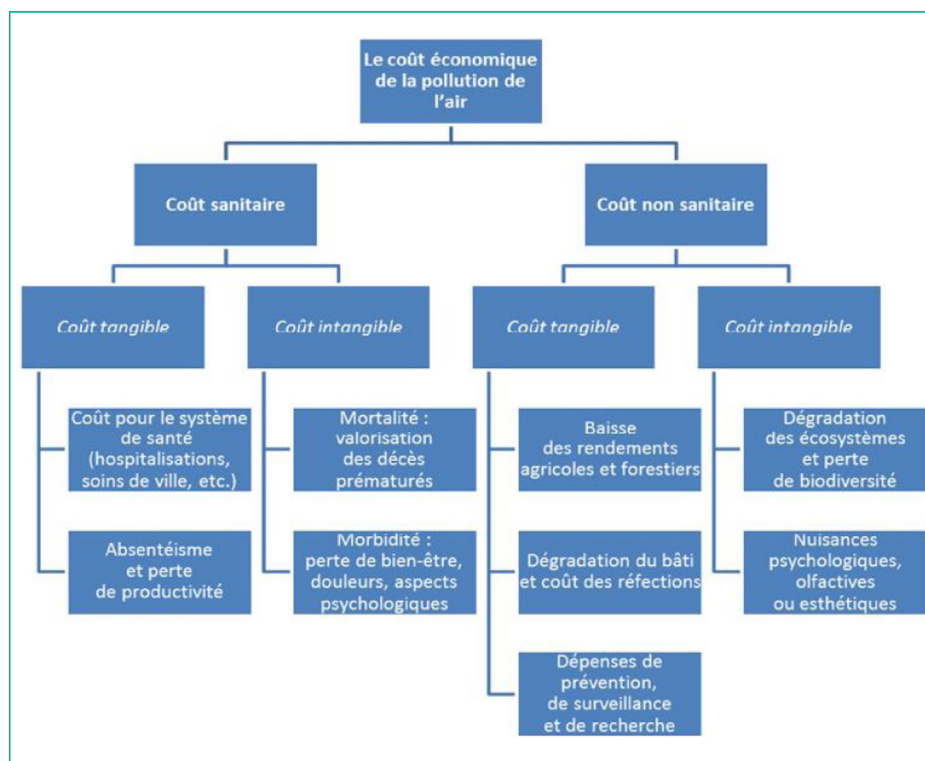 Le coût économique
de la pollution de
l'air
Coût sanitaire
Coût non sanitaire
Coût tangible
Coût intangible
Coût tangible
Coût intangible
Coût pour le système
de santé
(hospitalisations,
soins de ville, etc.)
Mortalité :
valorisation
des décès
prématurés
Baisse
des rendements
agricoles et forestiers
Dégradation
des écosystèmes
et perte
de biodiversité
Absentéisme
et perte
de productivité
Morbidité :
perte de bien-être,
douleurs, aspects
psychologiques
Dégradation du bâti
et coût des réfections
Nuisances
psychologiques,
olfactives
ou esthétiques
Dépenses de
prévention,
de surveillance
et de recherche